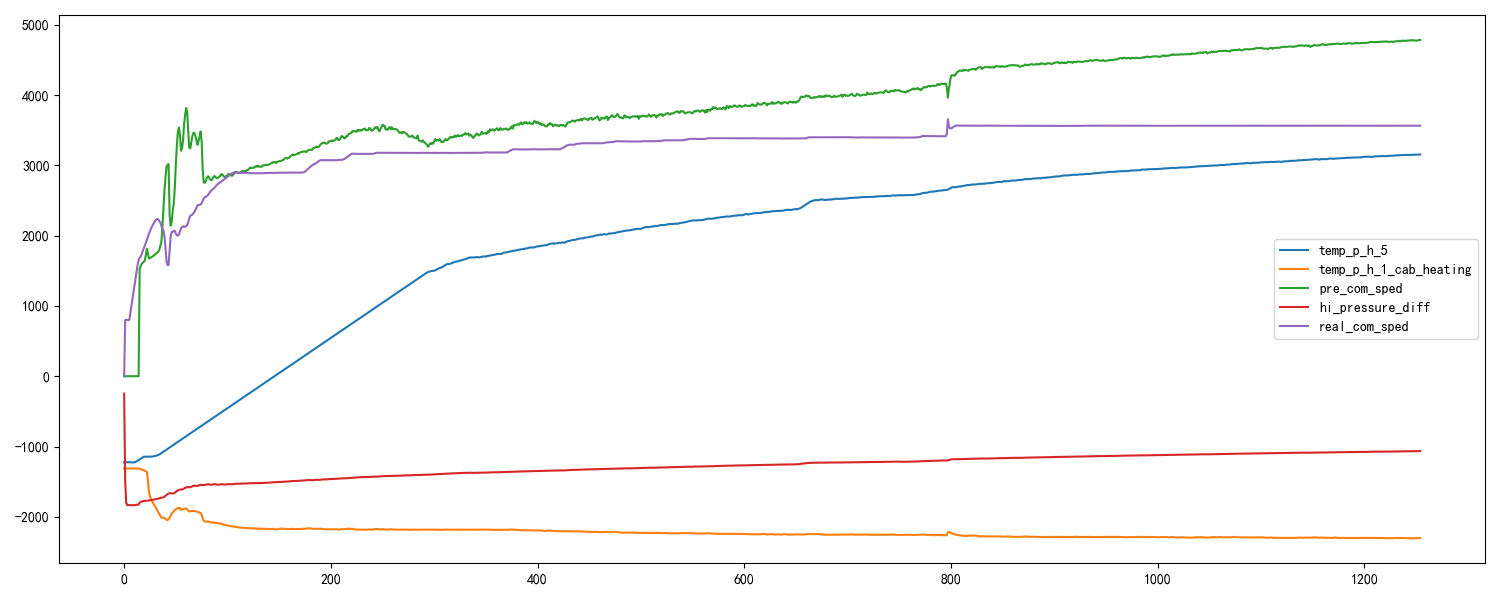 5000
4000
3000
2000
1000
0
−1000
−2000
0 200 400 600 800 1000 1200
temp_p_h_5
temp_p_h_1_cab_heating
pre_com_sped
hi_pressure_diff
real_com_sped